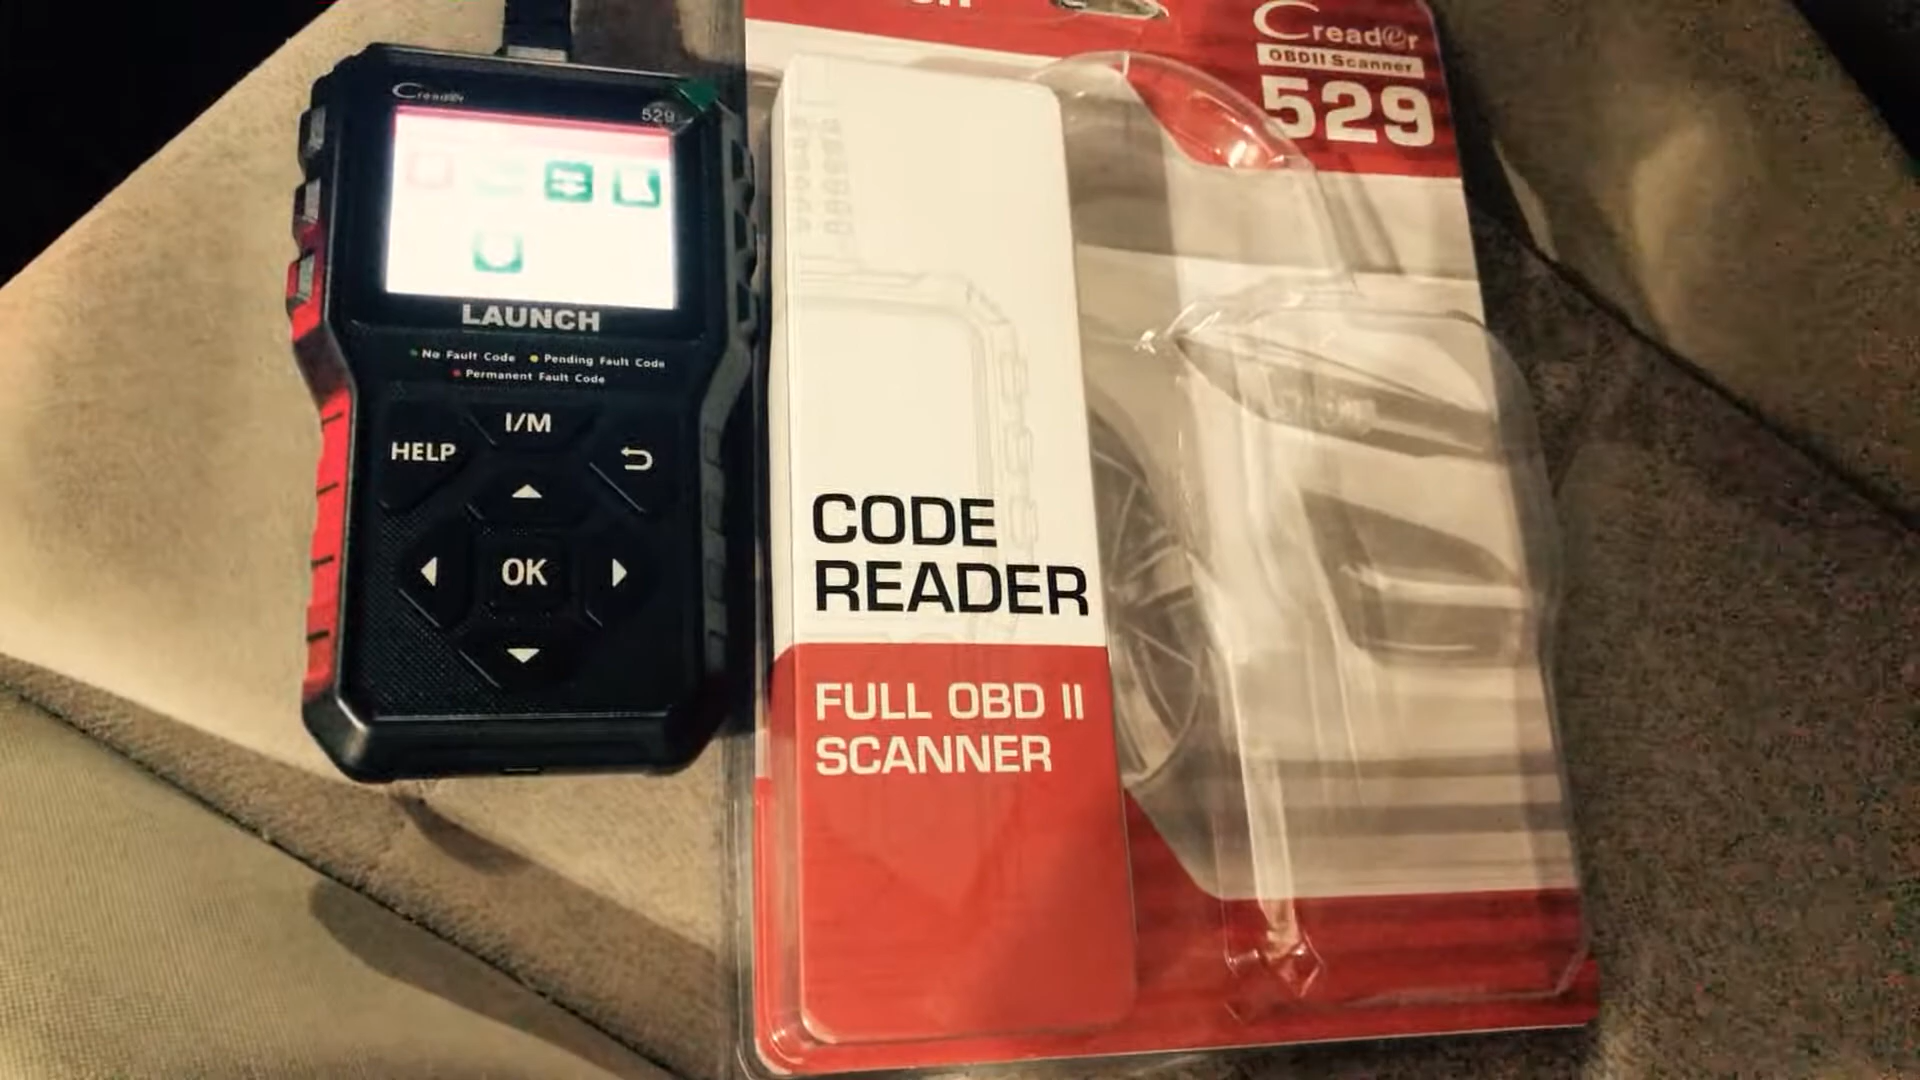 Creader
529
LAUNCH
No Fault Code Pending Fault Code
Permanent Fault Code
I/M
HELP
OK
Creader
OBDII Scanner
529
CODE
READER
FULL OBD II
SCANNER